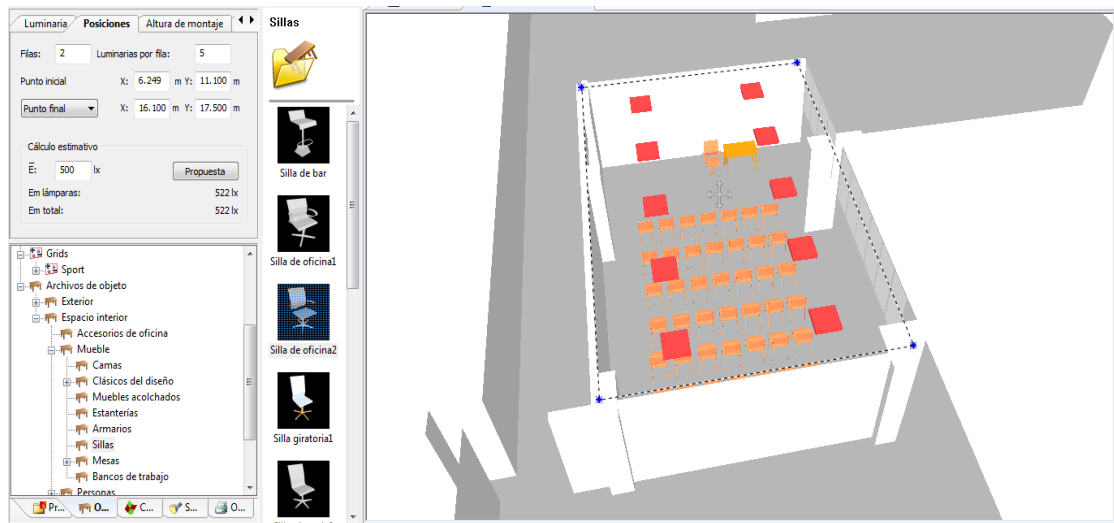 Luminaria Posiciones Altura de montaje
Filas: 2 Luminarias por fila: 5
Punto inicial X: 6.249 m Y: 11.100 m
Punto final X: 16.100 m Y: 17.500 m
Cálculo estimativo
E: 500 lx Propuesta
Em lámparas: 522 lx
Em total: 522 lx
Grids
Sport
Archivos de objeto
Exterior
Espacio interior
Accesorios de oficina
Mueble
Camas
Clásicos del diseño
Muebles acolchados
Estanterías
Armarios
Sillas
Mesas
Bancos de trabajo
Personas
Pr... O... C... S... O...
Sillas
Silla de bar
Silla de oficina1
Silla de oficina2
Silla giratoria1